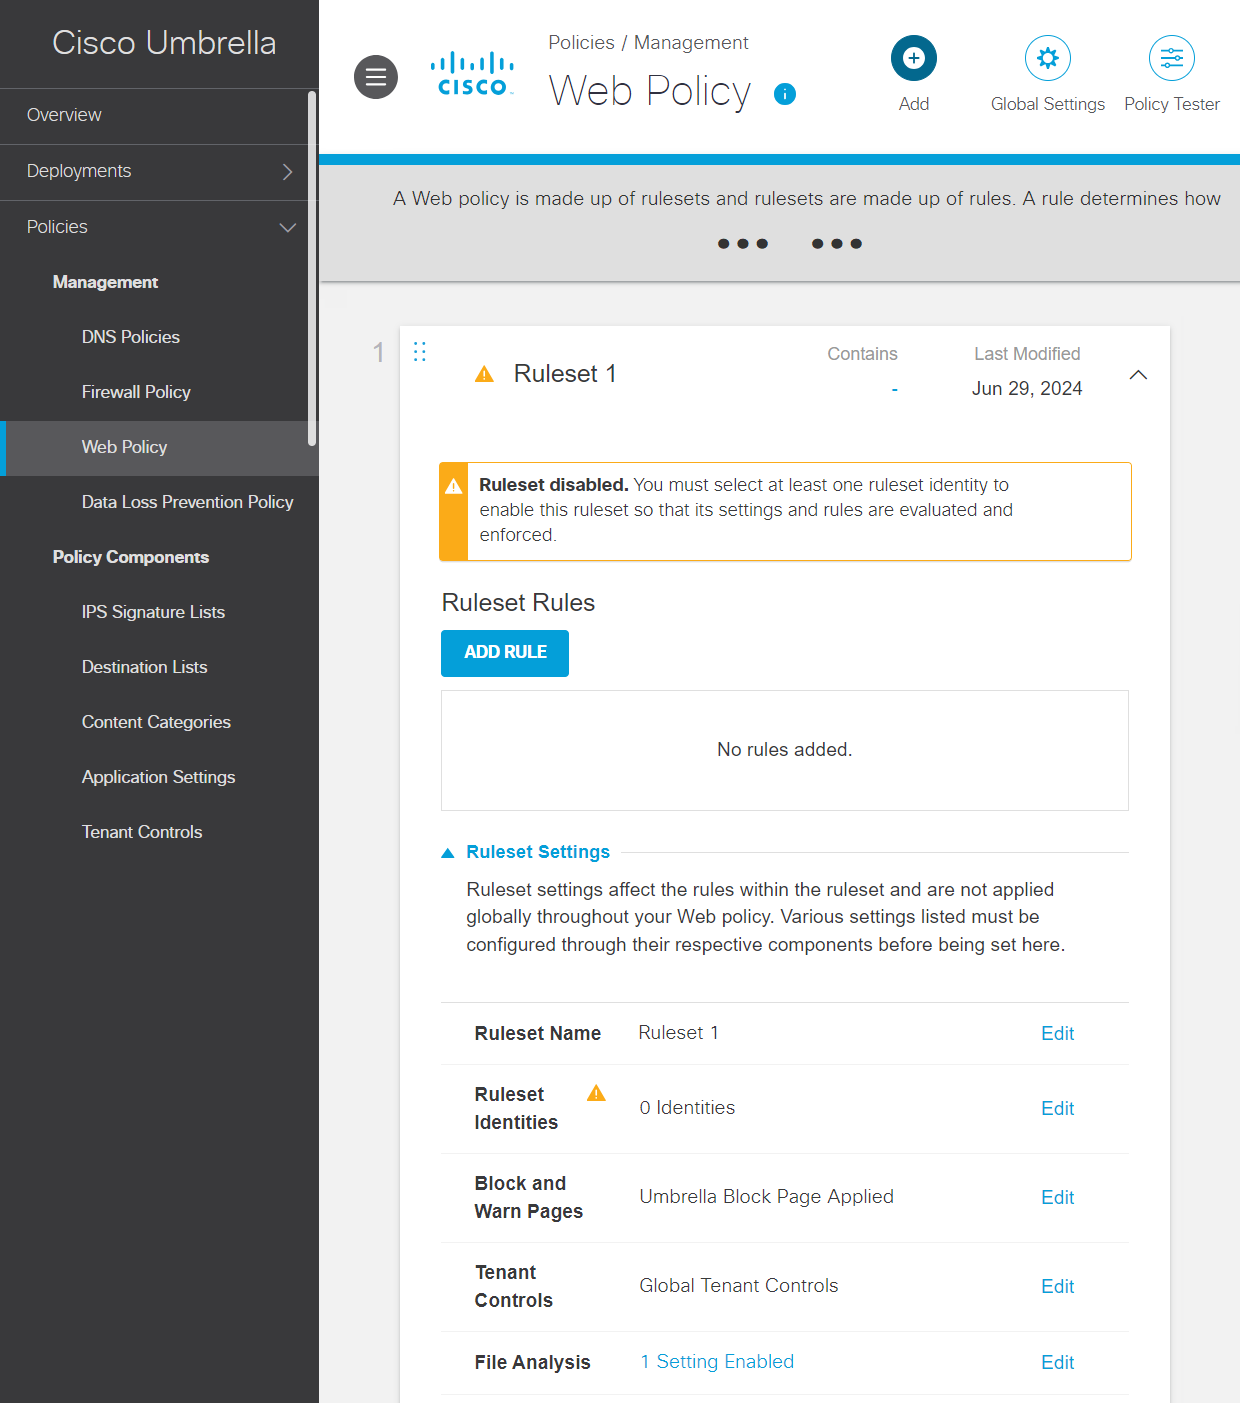 Cisco Umbrella
Overview
Deployments
Policies
Management
DNS Policies
Firewall Policy
Web Policy
Data Loss Prevention Policy
Policy Components
IPS Signature Lists
Destination Lists
Content Categories
Application Settings
Tenant Controls
CISCO
Policies / Management
Web Policy
Add
Global Settings
Policy Tester
A Web policy is made up of rulesets and rulesets are made up of rules. A rule determines how
1
Ruleset 1
Contains
-
Last Modified
Jun 29, 2024
Ruleset disabled. You must select at least one ruleset identity to
enable this ruleset so that its settings and rules are evaluated and
enforced.
Ruleset Rules
ADD RULE
No rules added.
Ruleset Settings
Ruleset settings affect the rules within the ruleset and are not applied
globally throughout your Web policy. Various settings listed must be
configured through their respective components before being set here.
Ruleset Name
Ruleset 1
Edit
Ruleset
Identities
0 Identities
Edit
Block and
Warn Pages
Umbrella Block Page Applied
Edit
Tenant
Controls
Global Tenant Controls
Edit
File Analysis
1 Setting Enabled
Edit